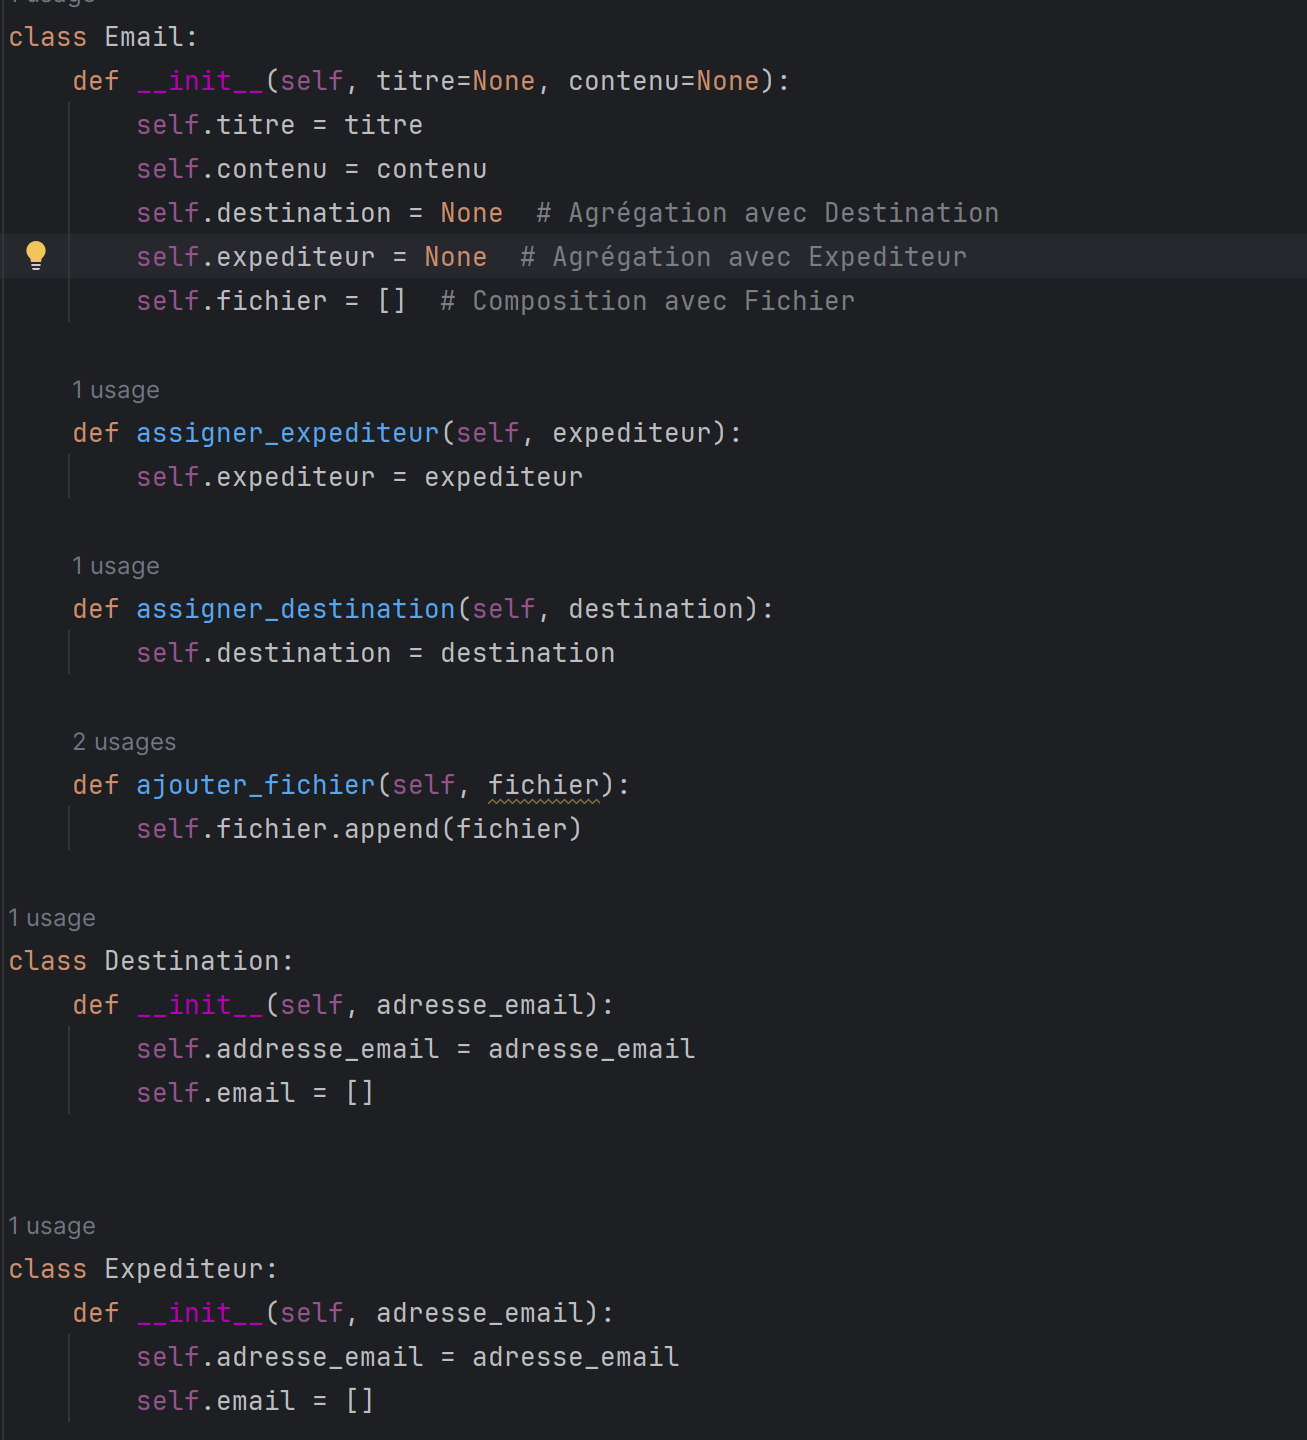 1 usage
class Email:
    def __init__(self, titre=None, contenu=None):
        self.titre = titre
        self.contenu = contenu
        self.destination = None  # Agrégation avec Destination
        self.expediteur = None  # Agrégation avec Expediteur
        self.fichier = []  # Composition avec Fichier
    1 usage
    def assigner_expediteur(self, expediteur):
        self.expediteur = expediteur
    1 usage
    def assigner_destination(self, destination):
        self.destination = destination
    2 usages
    def ajouter_fichier(self, fichier):
        self.fichier.append(fichier)
1 usage
class Destination:
    def __init__(self, adresse_email):
        self.addresse_email = adresse_email
        self.email = []
1 usage
class Expediteur:
    def __init__(self, adresse_email):
        self.adresse_email = adresse_email
        self.email = []